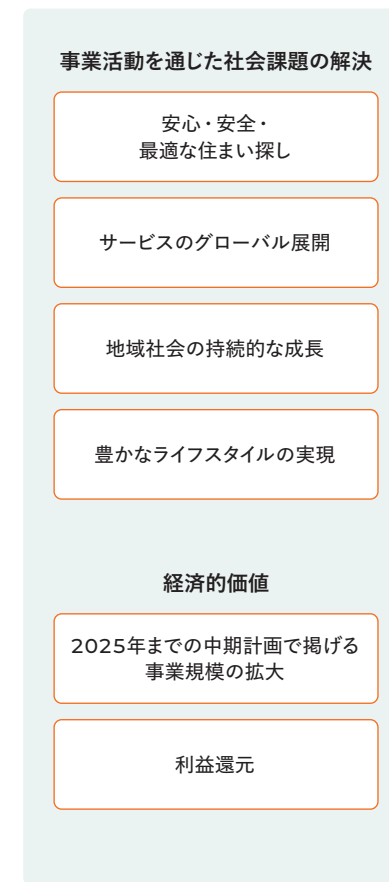 事業活動を通じた社会課題の解決
安心・安全・
最適な住まい探し
サービスのグローバル展開
地域社会の持続的な成長
豊かなライフスタイルの実現
経済的価値
2025年までの中期計画で掲げる
事業規模の拡大
利益還元